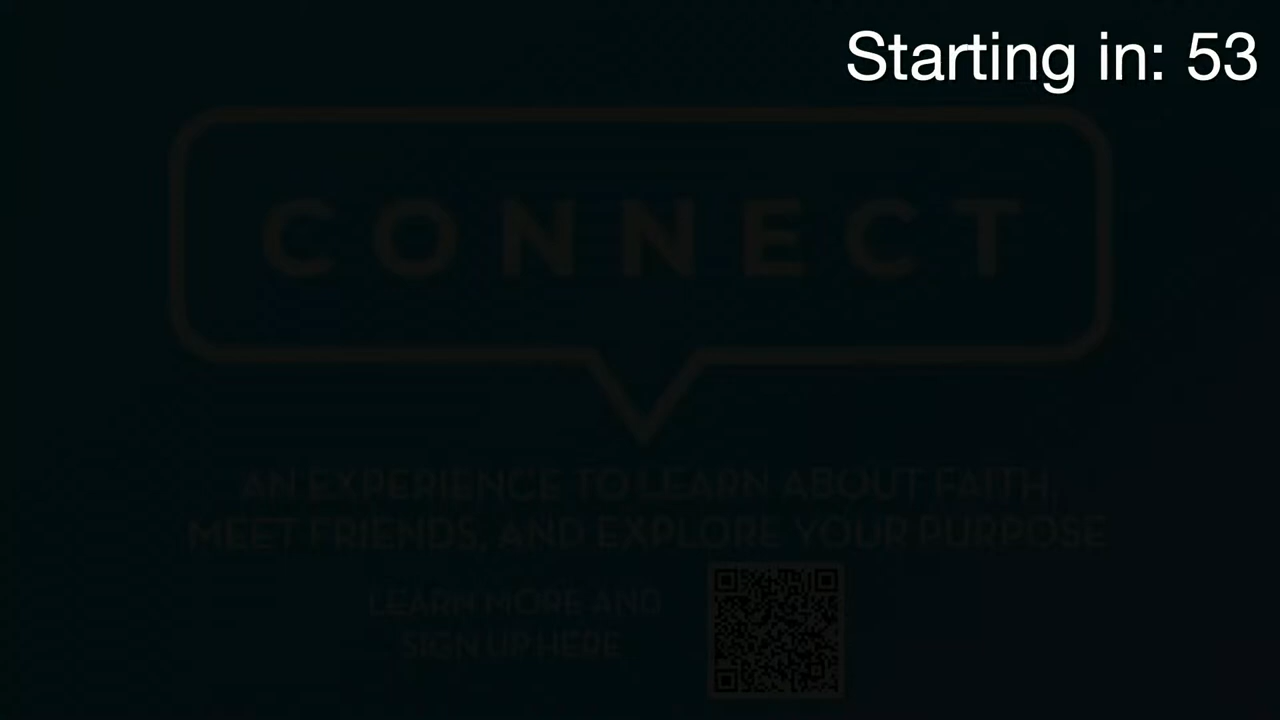 Starting in: 53
CONNECT
AN EXPERIENCE TO LEARN ABOUT FAITH,
MEET FRIENDS, AND EXPLORE YOUR PURPOSE
LEARN MORE AND
SIGN UP HERE